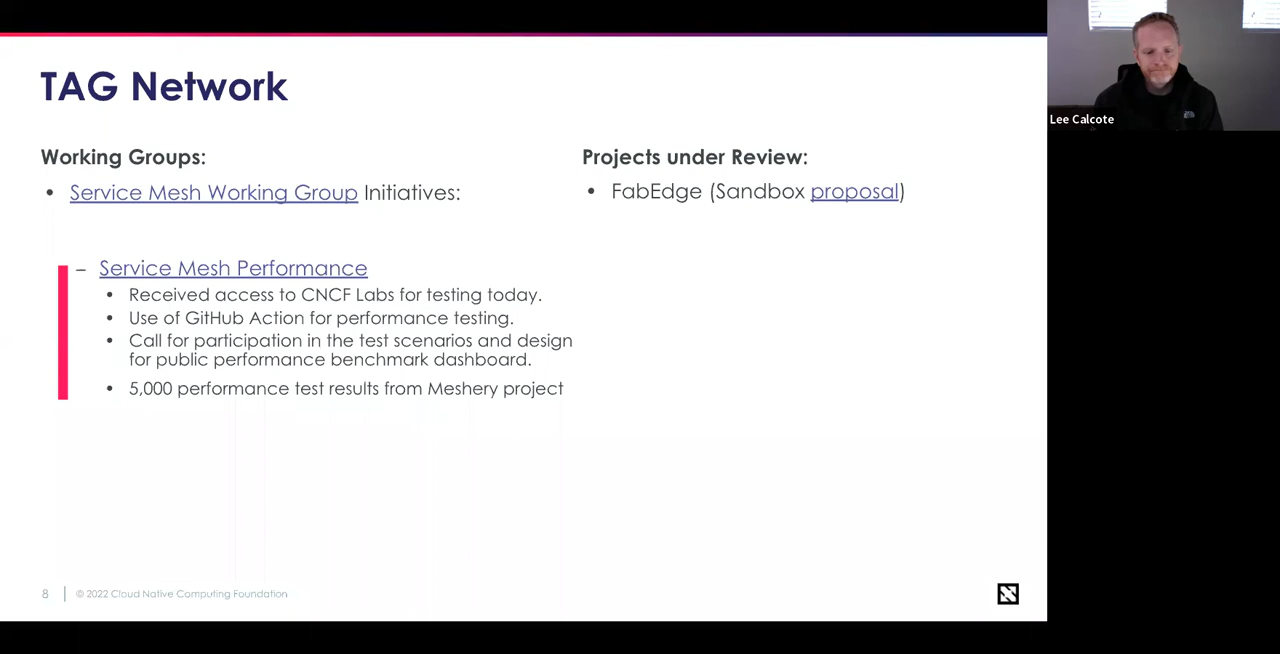 TAG Network
Working Groups:
• Service Mesh Working Group Initiatives:
– Service Mesh Performance
• Received access to CNCF Labs for testing today.
• Use of GitHub Action for performance testing.
• Call for participation in the test scenarios and design
for public performance benchmark dashboard.
• 5,000 performance test results from Meshery project
Projects under Review:
• FabEdge (Sandbox proposal)
8
© 2022 Cloud Native Computing Foundation
Lee Calcote